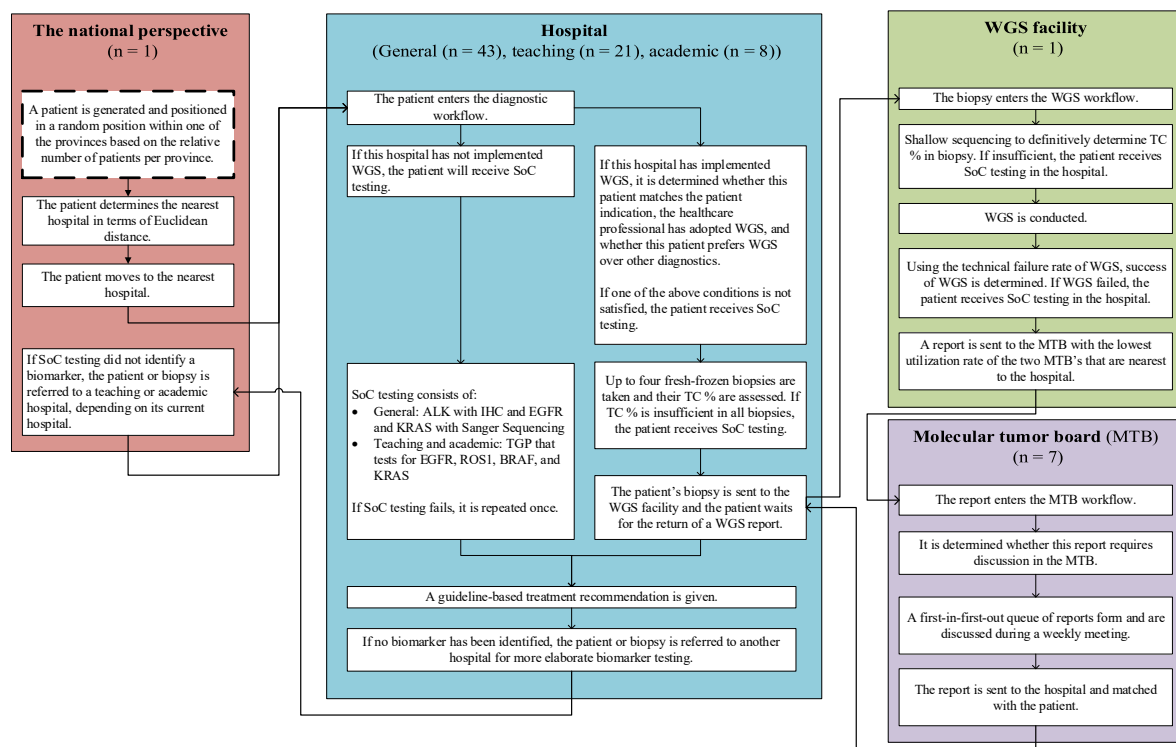 The national perspective
(n = 1)
A patient is generated and positioned
in a random position within one of
the provinces based on the relative
number of patients per province.
The patient determines the nearest
hospital in terms of Euclidean
distance.
The patient moves to the nearest
hospital.
If SoC testing did not identify a
biomarker, the patient or biopsy is
referred to a teaching or academic
hospital, depending on its current
hospital.
Hospital
(General (n = 43), teaching (n = 21), academic (n = 8))
The patient enters the diagnostic
workflow.
If this hospital has not implemented
WGS, the patient will receive SoC
testing.
SoC testing consists of:
• General: ALK with IHC and EGFR
and KRAS with Sanger Sequencing
• Teaching and academic: TGP that
tests for EGFR, ROS1, BRAF, and
KRAS
If SoC testing fails, it is repeated once.
If this hospital has implemented
WGS, it is determined whether this
patient matches the patient
indication, the healthcare
professional has adopted WGS, and
whether this patient prefers WGS
over other diagnostics.
If one of the above conditions is not
satisfied, the patient receives SoC
testing.
Up to four fresh-frozen biopsies are
taken and their TC % are assessed. If
TC % is insufficient in all biopsies,
the patient receives SoC testing.
The patient's biopsy is sent to the
WGS facility and the patient waits
for the return of a WGS report.
A guideline-based treatment recommendation is given.
If no biomarker has been identified, the patient or biopsy is referred to another
hospital for more elaborate biomarker testing.
WGS facility
(n = 1)
The biopsy enters the WGS workflow.
Shallow sequencing to definitively determine TC
% in biopsy. If insufficient, the patient receives
SoC testing in the hospital.
WGS is conducted.
Using the technical failure rate of WGS, success
of WGS is determined. If WGS failed, the
patient receives SoC testing in the hospital.
A report is sent to the MTB with the lowest
utilization rate of the two MTB's that are nearest
to the hospital.
Molecular tumor board (MTB)
(n = 7)
The report enters the MTB workflow.
It is determined whether this report requires
discussion in the MTB.
A first-in-first-out queue of reports form and are
discussed during a weekly meeting.
The report is sent to the hospital and matched
with the patient.